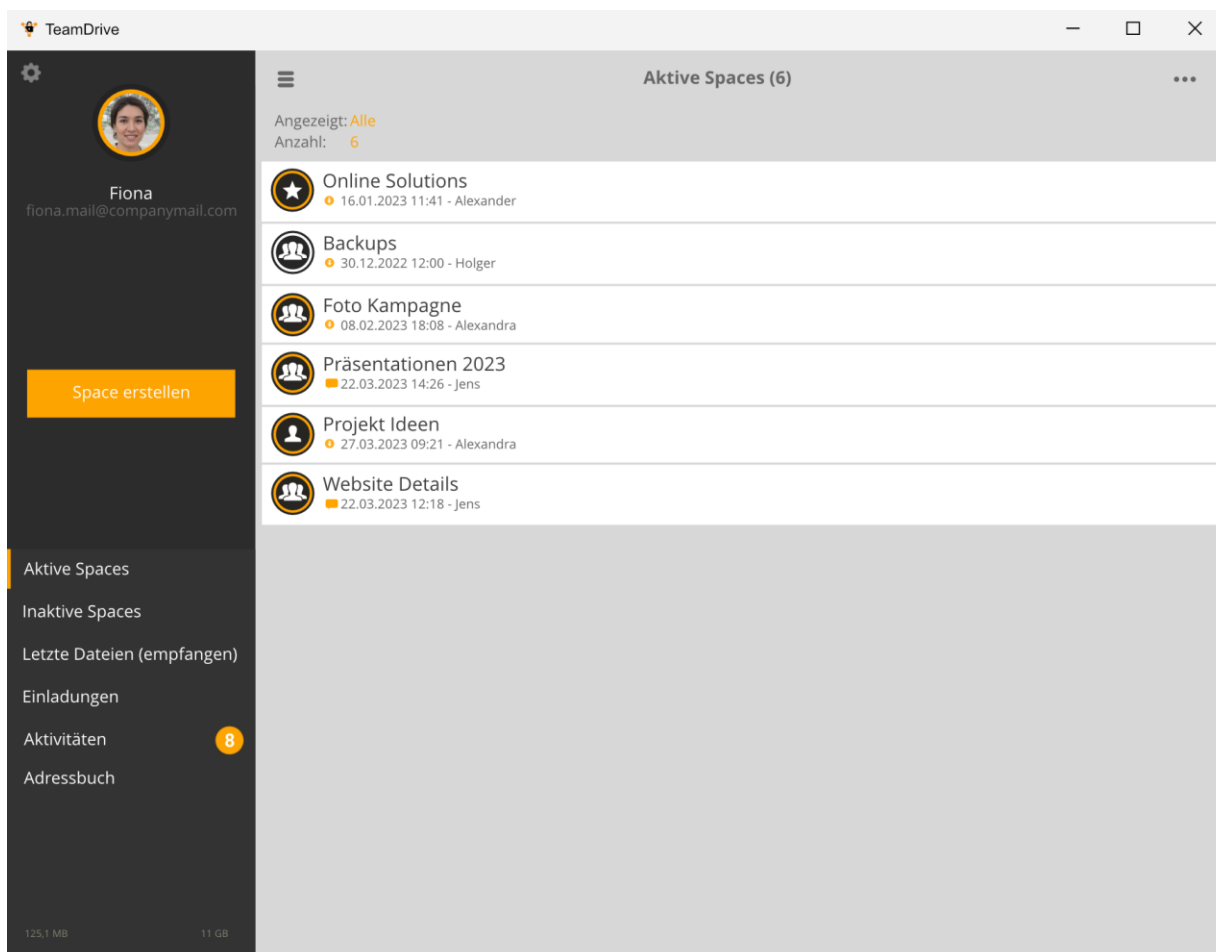 TeamDrive
Fiona
fiona.mail@companymail.com
Space erstellen
Aktive Spaces
Inaktive Spaces
Letzte Dateien (empfangen)
Einladungen
Aktivitäten 8
Adressbuch
125,1 MB 11 GB
Aktive Spaces (6)
Angezeigt: Alle
Anzahl: 6
Online Solutions
16.01.2023 11:41 - Alexander
Backups
30.12.2022 12:00 - Holger
Foto Kampagne
08.02.2023 18:08 - Alexandra
Präsentationen 2023
22.03.2023 14:26 - Jens
Projekt Ideen
27.03.2023 09:21 - Alexandra
Website Details
22.03.2023 12:18 - Jens